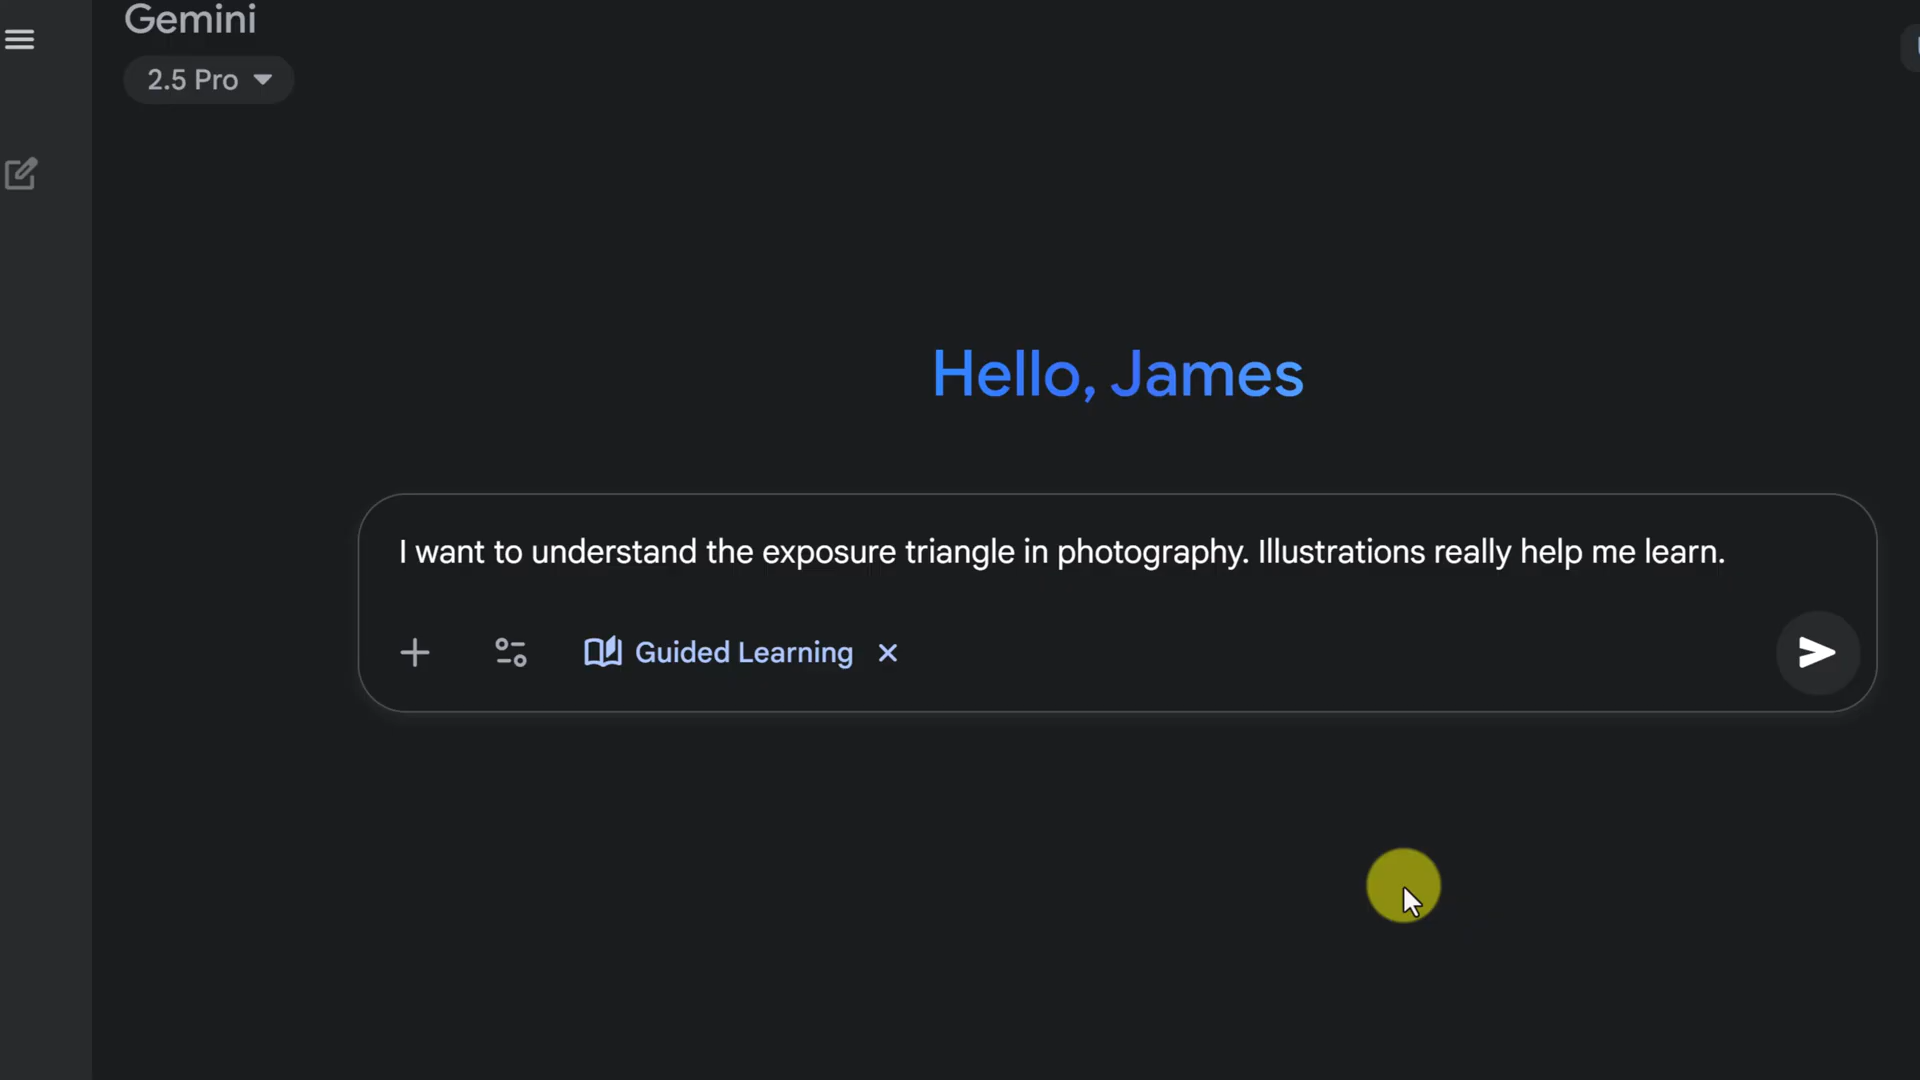 Gemini
2.5 Pro
Hello, James
I want to understand the exposure triangle in photography. Illustrations really help me learn.
Guided Learning